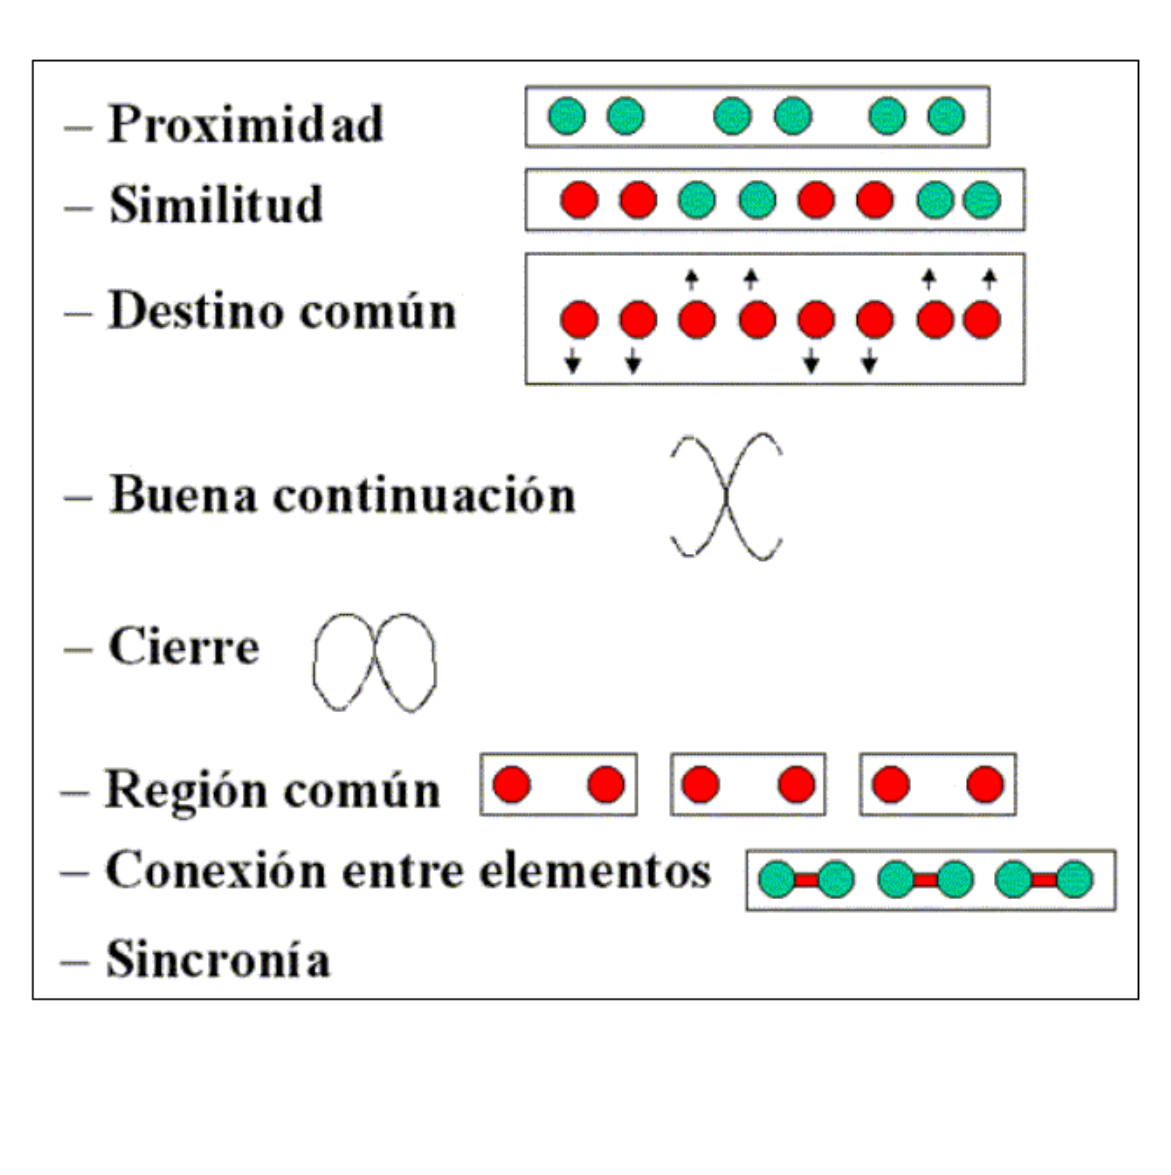 – Proximidad
– Similitud
– Destino común
– Buena continuación
– Cierre
– Región común
– Conexión entre elementos
– Sincronía